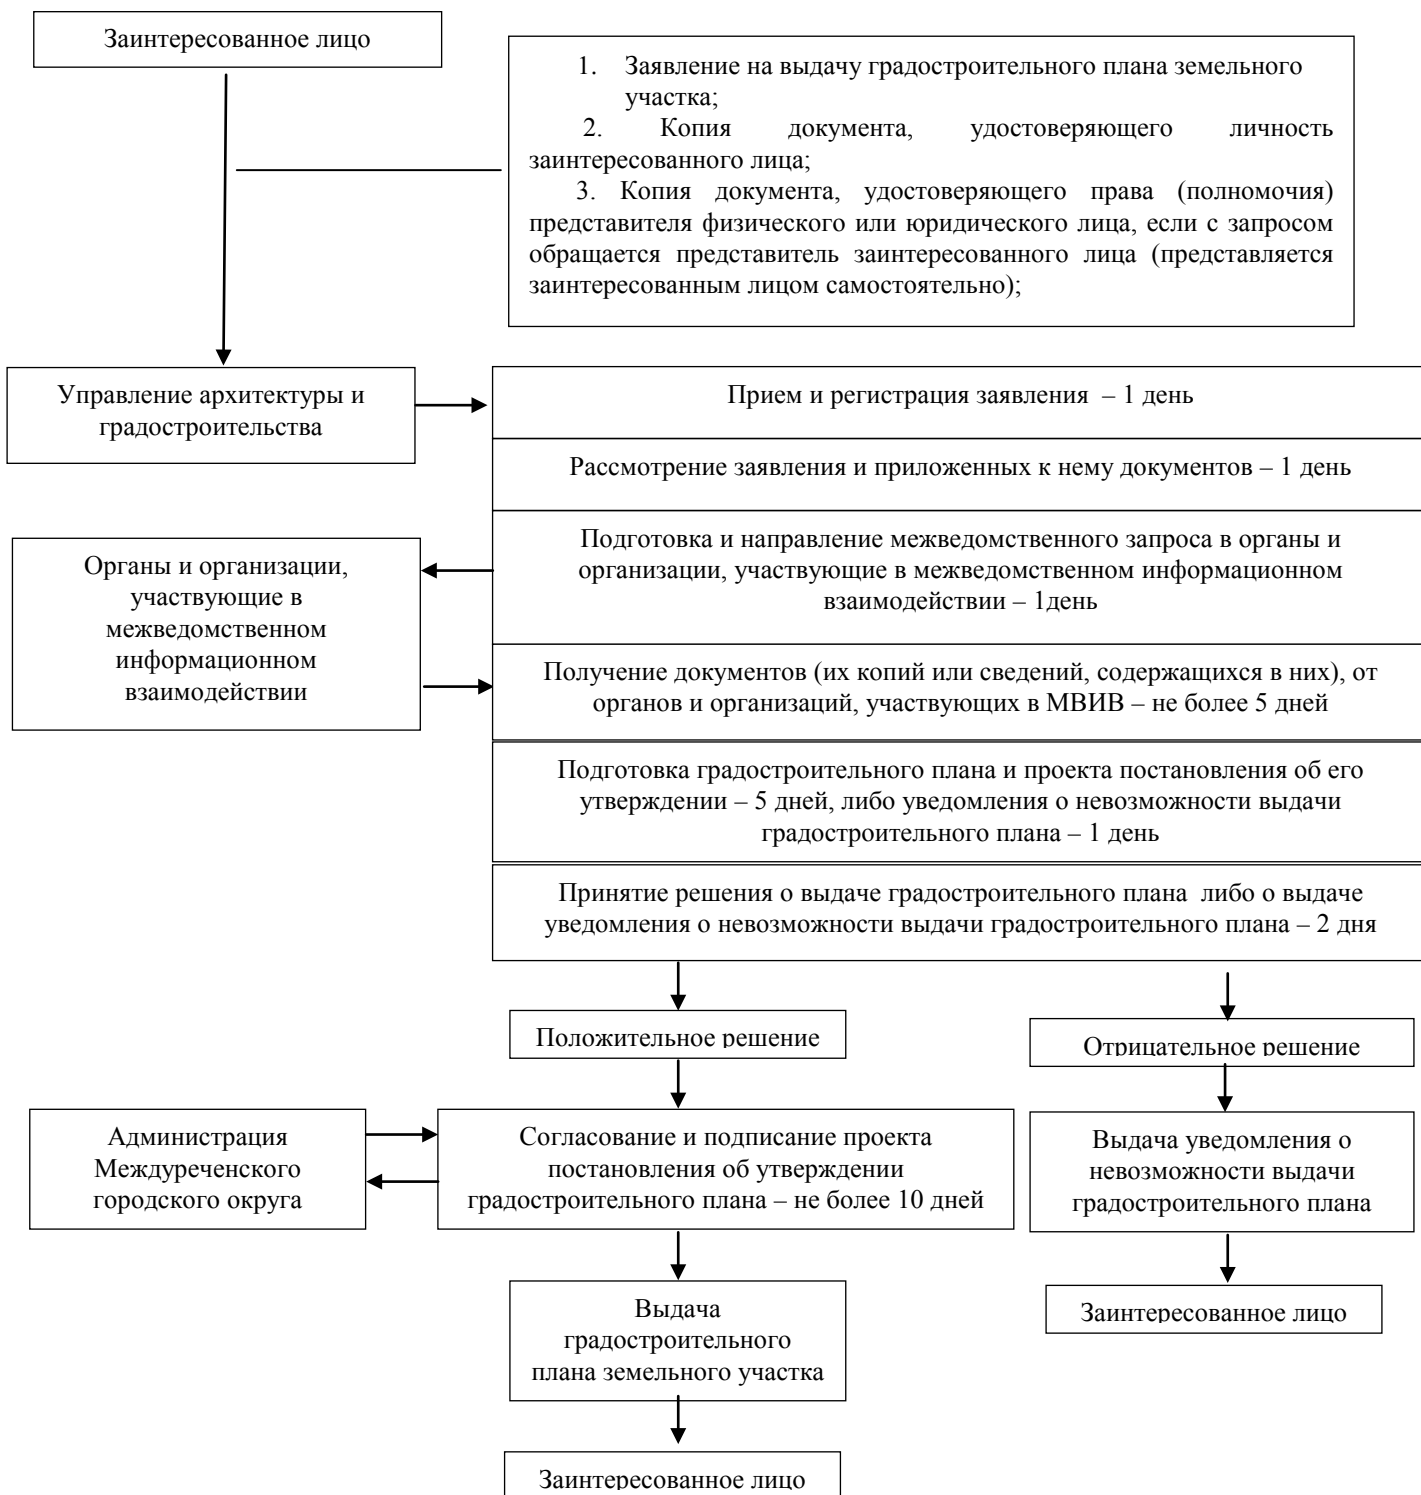 Заинтересованное лицо
1. Заявление на выдачу градостроительного плана земельного
участка;
2. Копия документа, удостоверяющего личность
заинтересованного лица;
3. Копия документа, удостоверяющего права (полномочия)
представителя физического или юридического лица, если с запросом
обращается представитель заинтересованного лица (представляется
заинтересованным лицом самостоятельно);
Управление архитектуры и
градостроительства
Прием и регистрация заявления – 1 день
Рассмотрение заявления и приложенных к нему документов – 1 день
Подготовка и направление межведомственного запроса в органы и
организации, участвующие в межведомственном информационном
взаимодействии – 1день
Органы и организации,
участвующие в
межведомственном
информационном
взаимодействии
Получение документов (их копий или сведений, содержащихся в них), от
органов и организаций, участвующих в МВИВ – не более 5 дней
Подготовка градостроительного плана и проекта постановления об его
утверждении – 5 дней, либо уведомления о невозможности выдачи
градостроительного плана – 1 день
Принятие решения о выдаче градостроительного плана либо о выдаче
уведомления о невозможности выдачи градостроительного плана – 2 дня
Положительное решение
Отрицательное решение
Администрация
Междуреченского
городского округа
Согласование и подписание проекта
постановления об утверждении
градостроительного плана – не более 10 дней
Выдача уведомления о
невозможности выдачи
градостроительного плана
Выдача
градостроительного
плана земельного участка
Заинтересованное лицо
Заинтересованное лицо